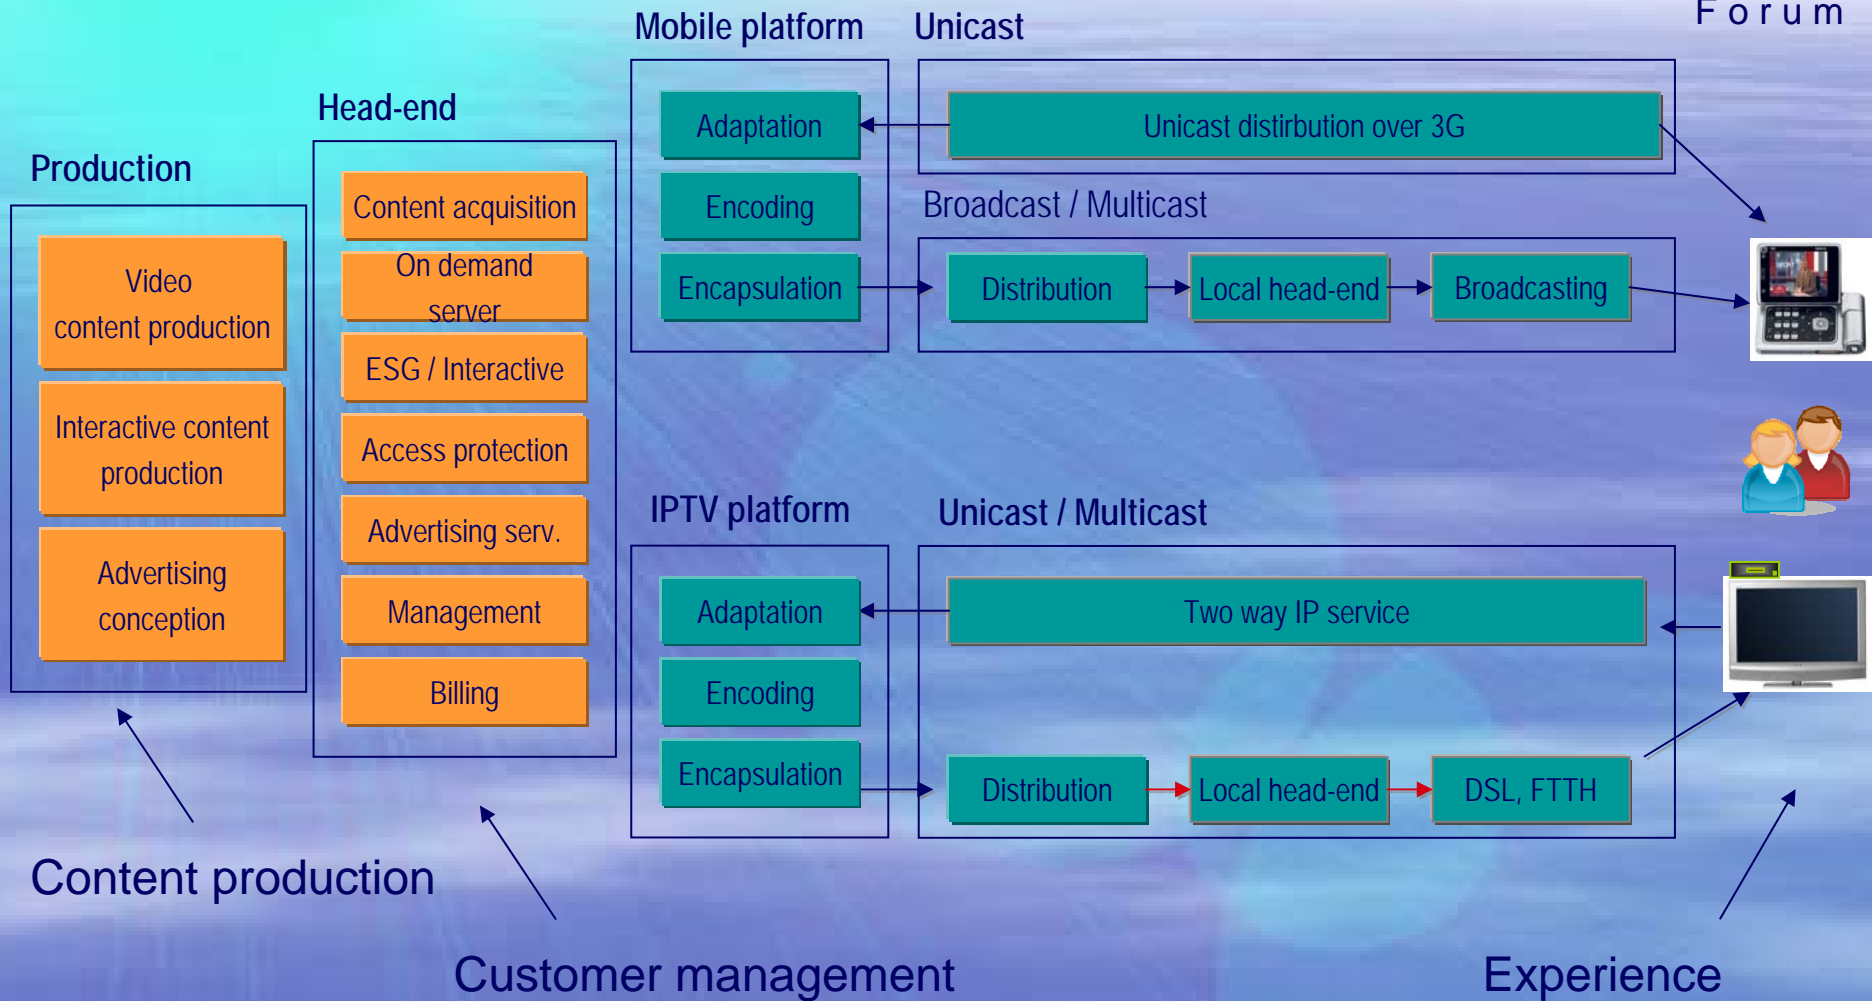 Forum
Mobile platform
Unicast
Head-end
Production
Adaptation
Unicast distirbution over 3G
Content acquisition
Encoding
Broadcast / Multicast
Video
content production
On demand
server
Encapsulation
Distribution
Local head-end
Broadcasting
ESG / Interactive
Interactive content
production
Access protection
IPTV platform
Unicast / Multicast
Advertising serv.
Advertising
conception
Management
Adaptation
Two way IP service
Billing
Encoding
Encapsulation
Distribution
Local head-end
DSL, FTTH
Content production
Customer management
Experience